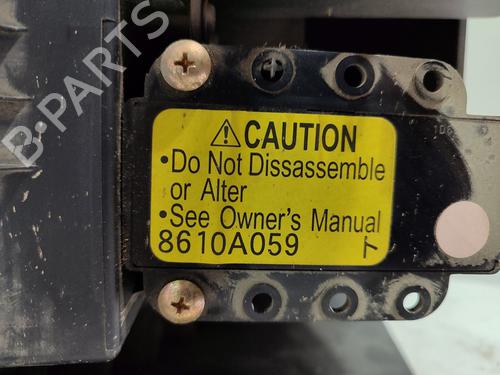 B-PARTS
CAUTION
•Do Not Dissassemble
or Alter
•See Owner's Manual
8610A059